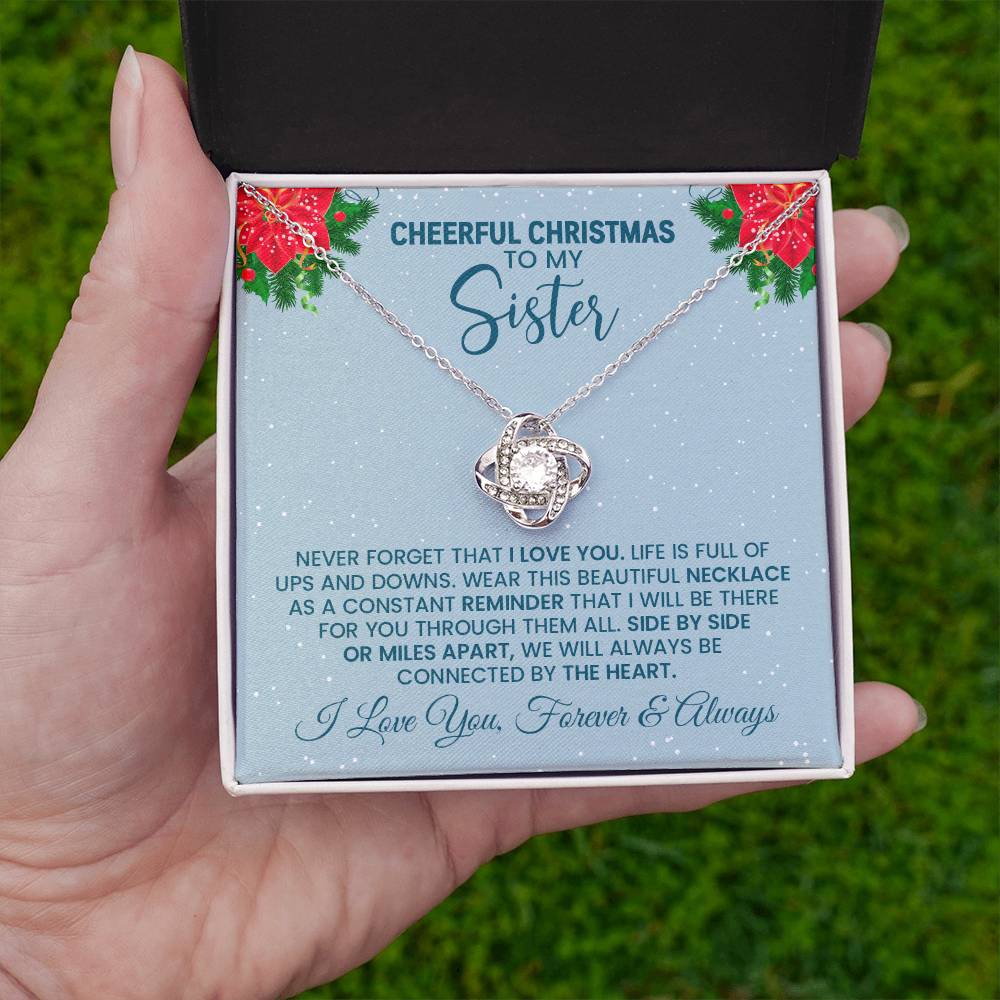 CHEERFUL CHRISTMAS
TO MY
Sister
NEVER FORGET THAT I LOVE YOU. LIFE IS FULL OF
UPS AND DOWNS. WEAR THIS BEAUTIFUL NECKLACE
AS A CONSTANT REMINDER THAT I WILL BE THERE
FOR YOU THROUGH THEM ALL. SIDE BY SIDE
OR MILES APART, WE WILL ALWAYS BE
CONNECTED BY THE HEART.
I Love You, Forever & Always